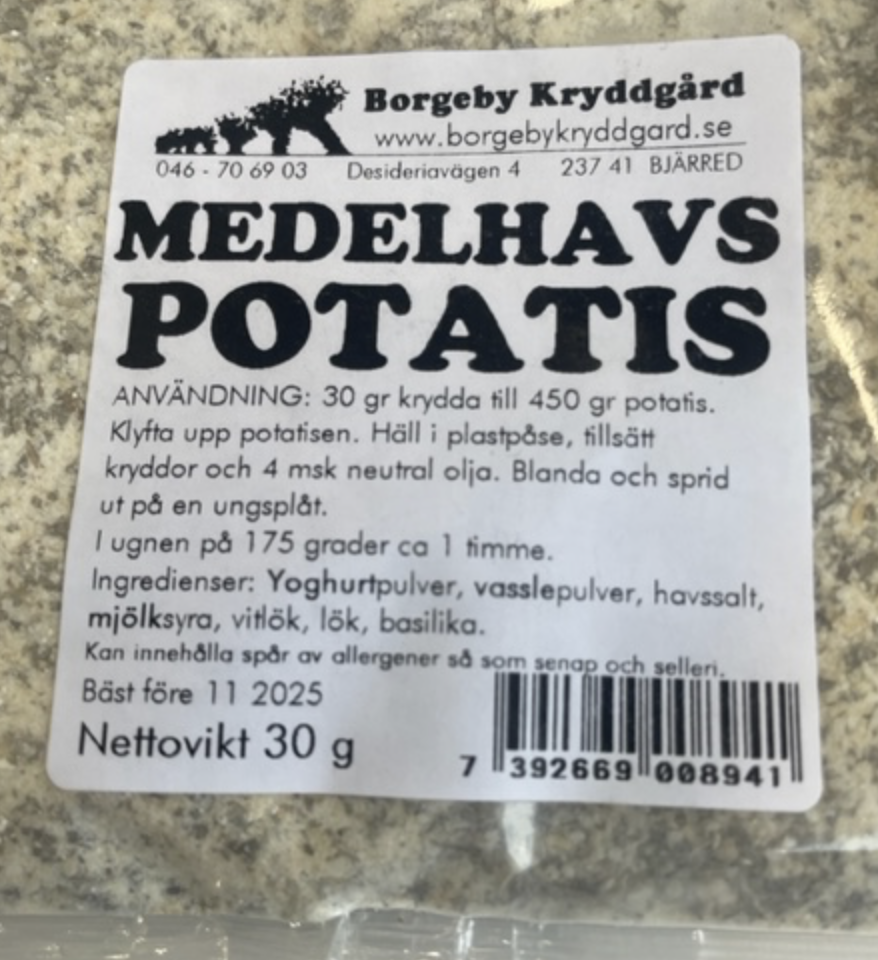 Borgeby Kryddgård
www.borgebykryddgard.se
046 - 70 69 03 Desideriavägen 4 237 41 BJÄRRED
MEDELHAVS
POTATIS
ANVÄNDNING: 30 gr krydda till 450 gr potatis.
Klyfta upp potatisen. Häll i plastpåse, tillsätt
kryddor och 4 msk neutral olja. Blanda och sprid
ut på en ungsplåt.
I ugnen på 175 grader ca 1 timme.
Ingredienser: Yoghurtpulver, vasslepulver, havssalt,
mjölksyra, vitlök, lök, basilika.
Kan innehålla spår av allergener så som senap och selleri.
Bäst före 11 2025
Nettovikt 30 g
7 392669 008941